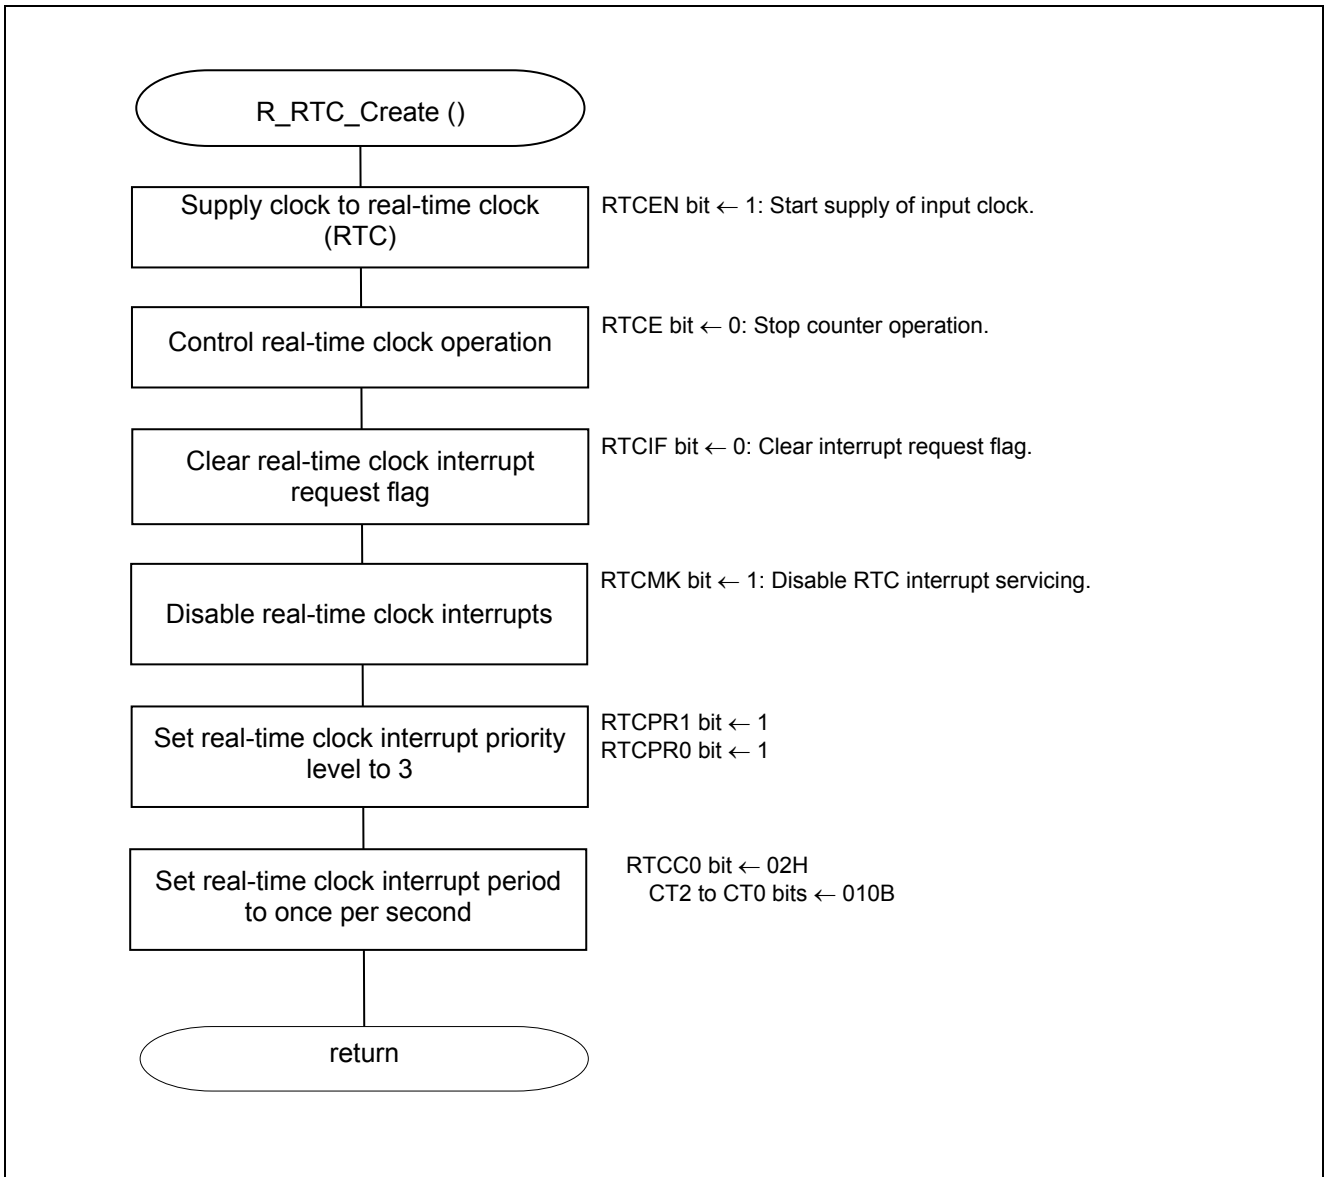 R_RTC_Create ()
Supply clock to real-time clock
(RTC)
RTCEN bit ← 1: Start supply of input clock.
Control real-time clock operation
RTCE bit ← 0: Stop counter operation.
Clear real-time clock interrupt
request flag
RTCIF bit ← 0: Clear interrupt request flag.
Disable real-time clock interrupts
RTCMK bit ← 1: Disable RTC interrupt servicing.
Set real-time clock interrupt priority
level to 3
RTCPR1 bit ← 1
RTCPR0 bit ← 1
Set real-time clock interrupt period
to once per second
RTCC0 bit ← 02H
CT2 to CT0 bits ← 010B
return